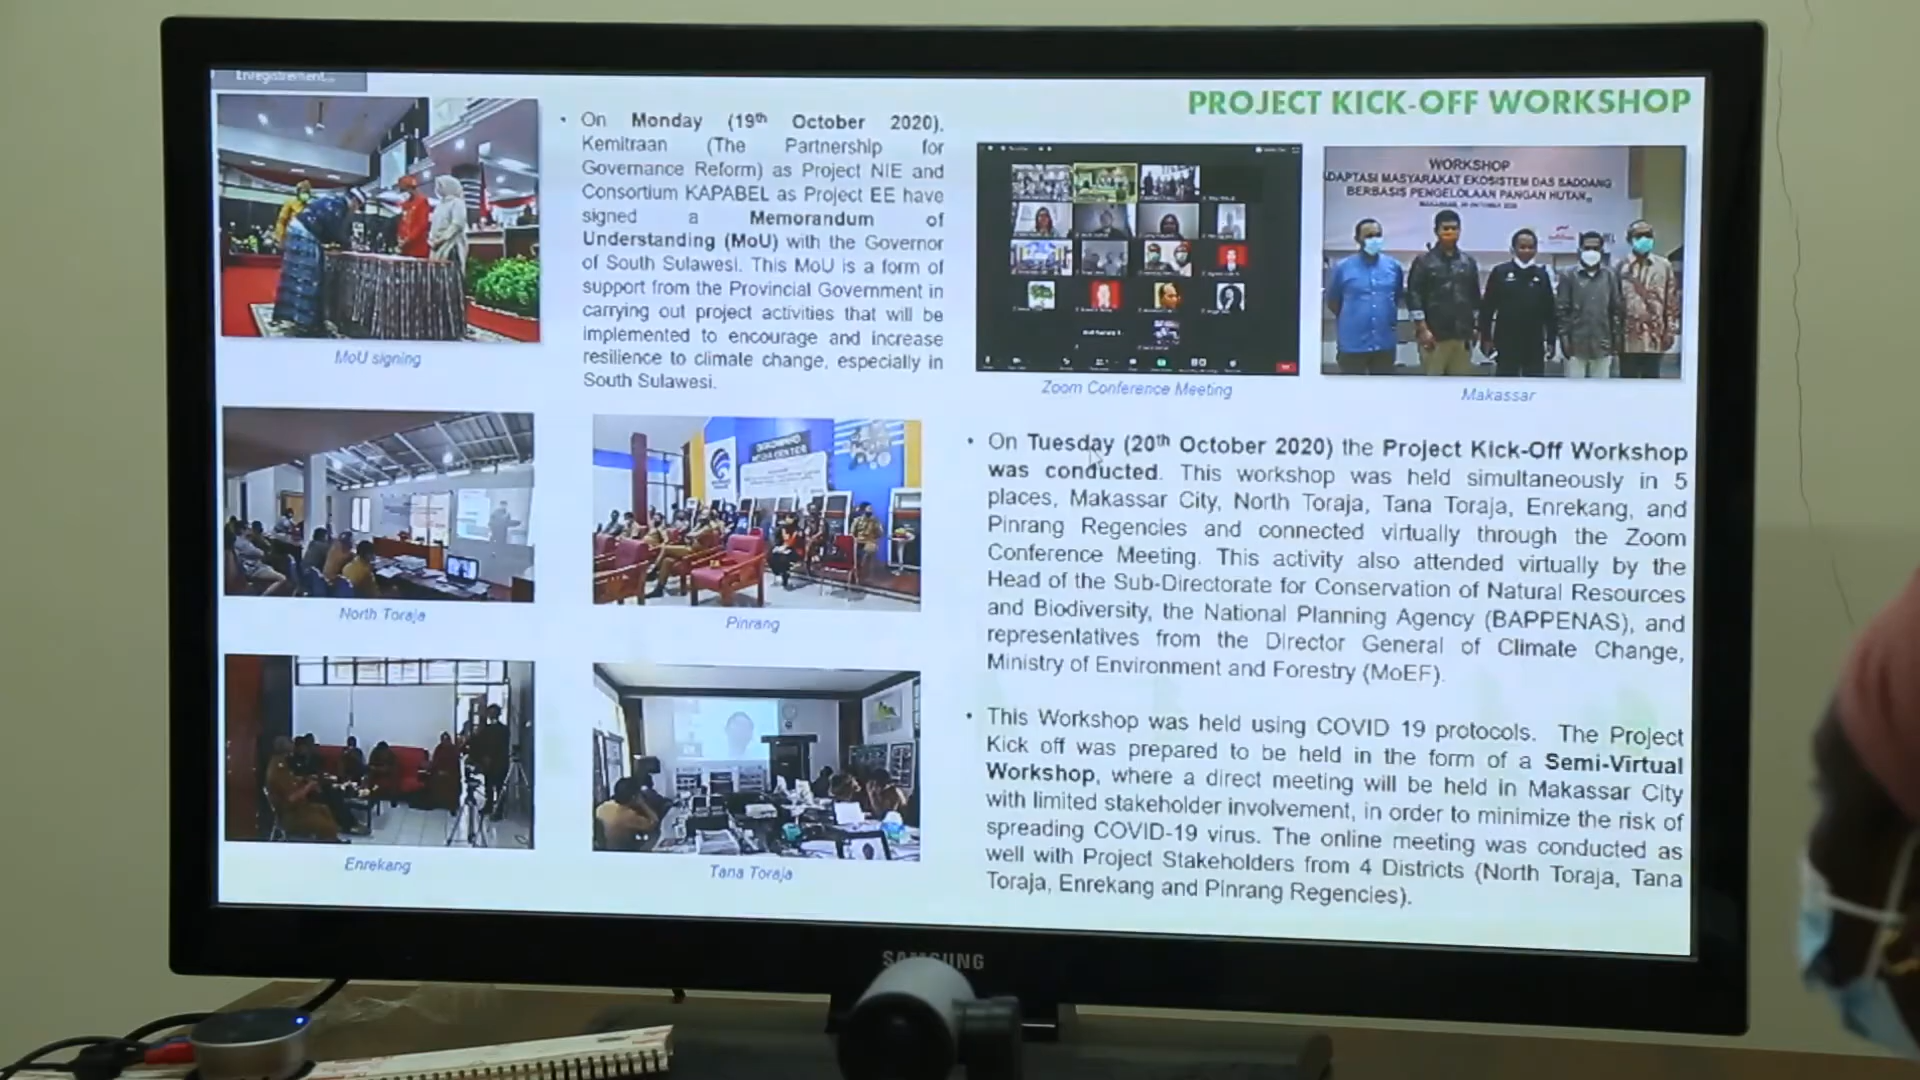 Enregistrement...
PROJECT KICK-OFF WORKSHOP
MoU signing
• On Monday (19th October 2020),
Kemitraan (The Partnership for
Governance Reform) as Project NIE and
Consortium KAPABEL as Project EE have
signed a Memorandum of
Understanding (MoU) with the Governor
of South Sulawesi. This MoU is a form of
support from the Provincial Government in
carrying out project activities that will be
implemented to encourage and increase
resilience to climate change, especially in
South Sulawesi.
North Toraja
DISKOMINFO
MEDIA CENTER
Pinrang
Enrekang
Tana Toraja
Zoom Conference Meeting
WORKSHOP
DAPTASI MASYARAKAT EKOSISTEM DAS SADDANG
BERBASIS PENGELOLAAN PANGAN HUTAN
Makassar
• On Tuesday (20th October 2020) the Project Kick-Off Workshop
was conducted. This workshop was held simultaneously in 5
places, Makassar City, North Toraja, Tana Toraja, Enrekang, and
Pinrang Regencies and connected virtually through the Zoom
Conference Meeting. This activity also attended virtually by the
Head of the Sub-Directorate for Conservation of Natural Resources
and Biodiversity, the National Planning Agency (BAPPENAS), and
representatives from the Director General of Climate Change,
Ministry of Environment and Forestry (MoEF).
• This Workshop was held using COVID 19 protocols. The Project
Kick off was prepared to be held in the form of a Semi-Virtual
Workshop, where a direct meeting will be held in Makassar City
with limited stakeholder involvement, in order to minimize the risk of
spreading COVID-19 virus. The online meeting was conducted as
well with Project Stakeholders from 4 Districts (North Toraja, Tana
Toraja, Enrekang and Pinrang Regencies).
SAMSUNG